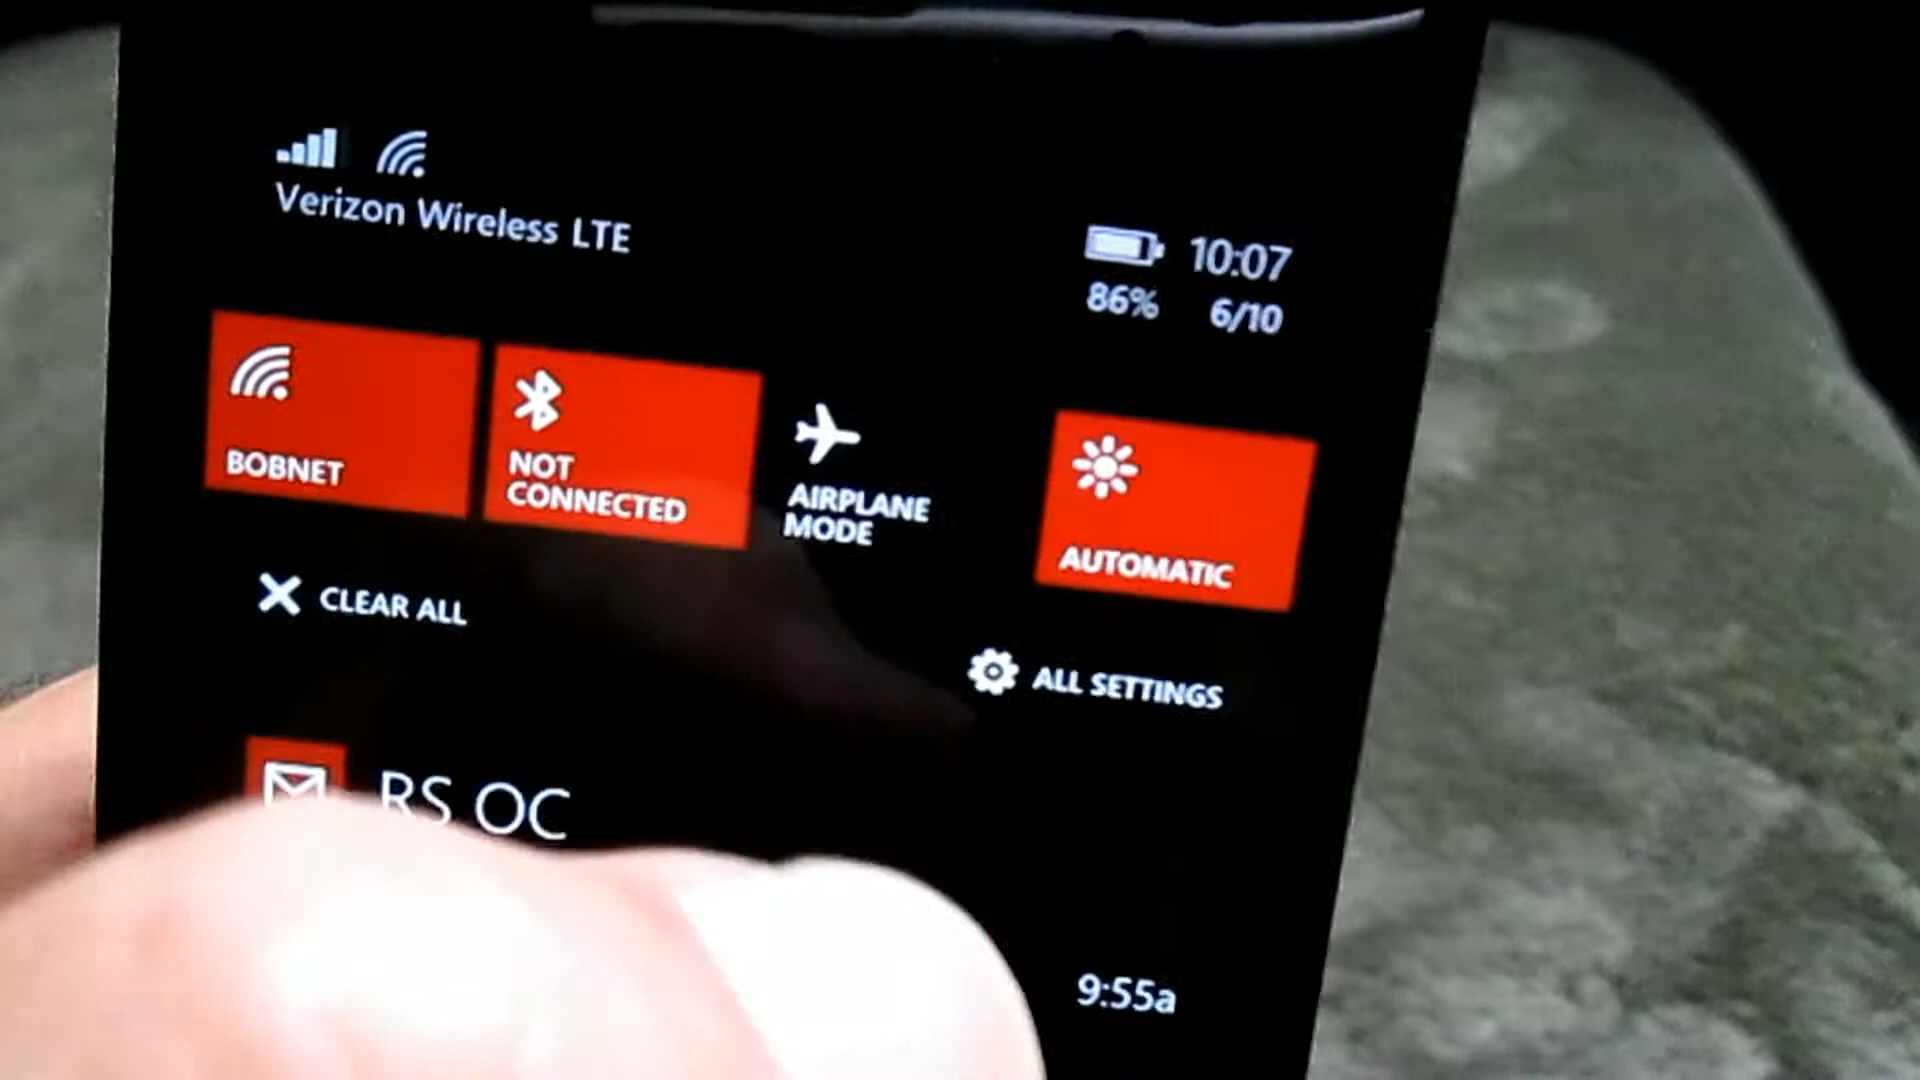 Verizon Wireless LTE
10:07
86% 6/10
BOBNET
NOT
CONNECTED
AIRPLANE
MODE
AUTOMATIC
CLEAR ALL
ALL SETTINGS
RS OC
9:55a